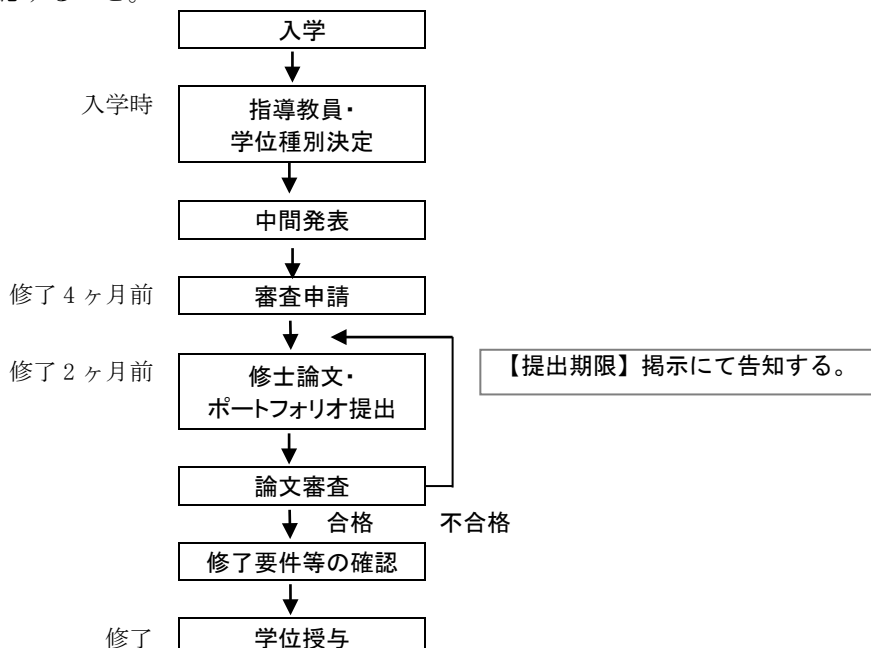 入学
入学時
指導教員・
学位種別決定
中間発表
修了４ヶ月前
審査申請
修了２ヶ月前
修士論文・
ポートフォリオ提出
【提出期限】掲示にて告知する。
論文審査
合格
不合格
修了要件等の確認
修了
学位授与